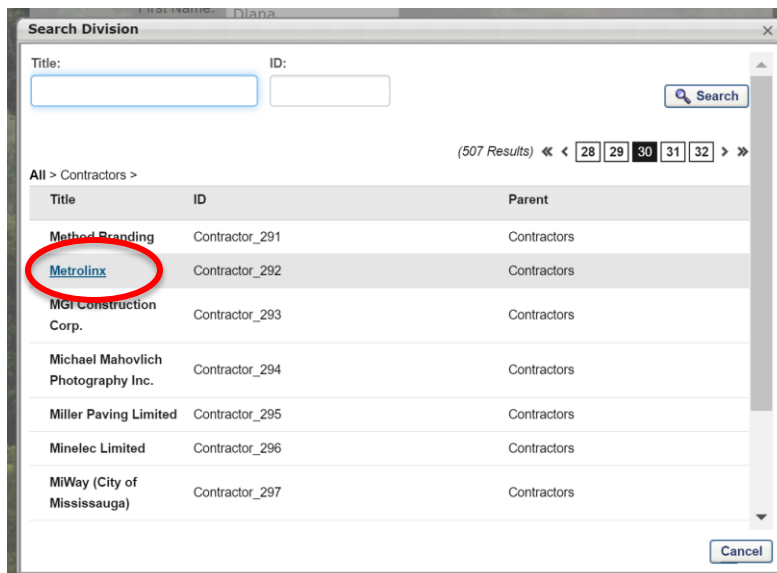 First Name: Diana
Search Division
Title: ID:
Search
(507 Results) « < 28 29 30 31 32 > »
All > Contractors >
Title ID Parent
Method Branding Contractor_291 Contractors
Metrolinx Contractor_292 Contractors
MGI Construction
Corp. Contractor_293 Contractors
Michael Mahovlich
Photography Inc. Contractor_294 Contractors
Miller Paving Limited Contractor_295 Contractors
Minelec Limited Contractor_296 Contractors
MiWay (City of
Mississauga) Contractor_297 Contractors
Cancel